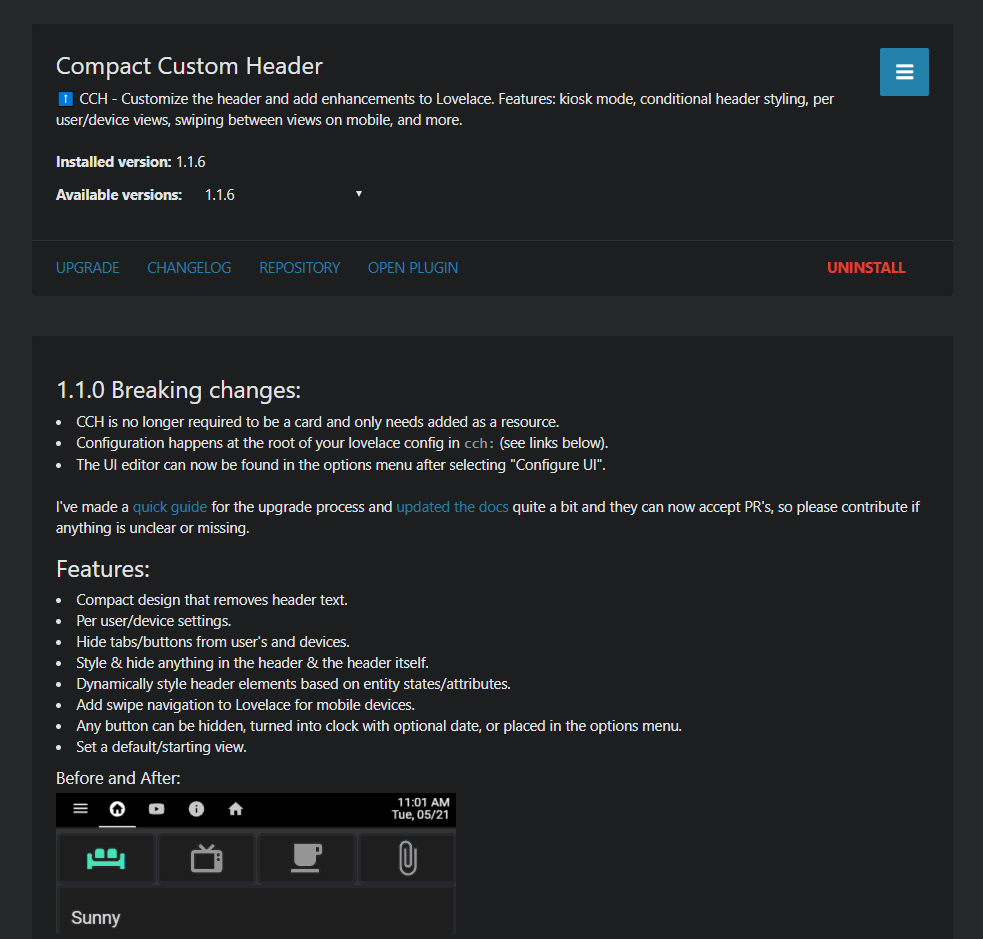 Compact Custom Header
CCH - Customize the header and add enhancements to Lovelace. Features: kiosk mode, conditional header styling, per
user/device views, swiping between views on mobile, and more.
Installed version: 1.1.6
Available versions: 1.1.6
UPGRADE CHANGELOG REPOSITORY OPEN PLUGIN UNINSTALL
1.1.0 Breaking changes:
• CCH is no longer required to be a card and only needs added as a resource.
• Configuration happens at the root of your lovelace config in cch: (see links below).
• The UI editor can now be found in the options menu after selecting "Configure UI".
I've made a quick guide for the upgrade process and updated the docs quite a bit and they can now accept PR's, so please contribute if
anything is unclear or missing.
Features:
• Compact design that removes header text.
• Per user/device settings.
• Hide tabs/buttons from user's and devices.
• Style & hide anything in the header & the header itself.
• Dynamically style header elements based on entity states/attributes.
• Add swipe navigation to Lovelace for mobile devices.
• Any button can be hidden, turned into clock with optional date, or placed in the options menu.
• Set a default/starting view.
Before and After:
11:01 AM
Tue, 05/21
Sunny